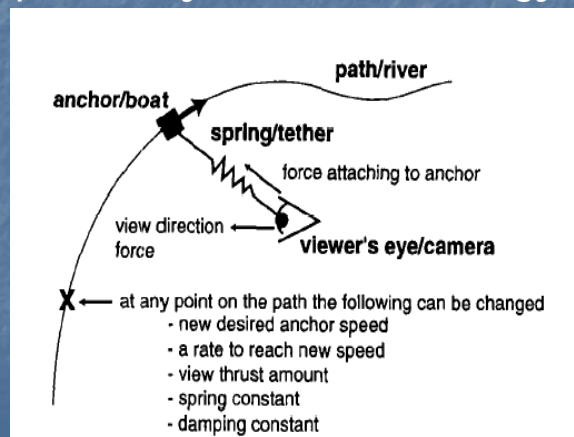 path/river
anchor/boat
spring/tether
force attaching to anchor
view direction
force
viewer's eye/camera
X at any point on the path the following can be changed
- new desired anchor speed
- a rate to reach new speed
- view thrust amount
- spring constant
- damping constant